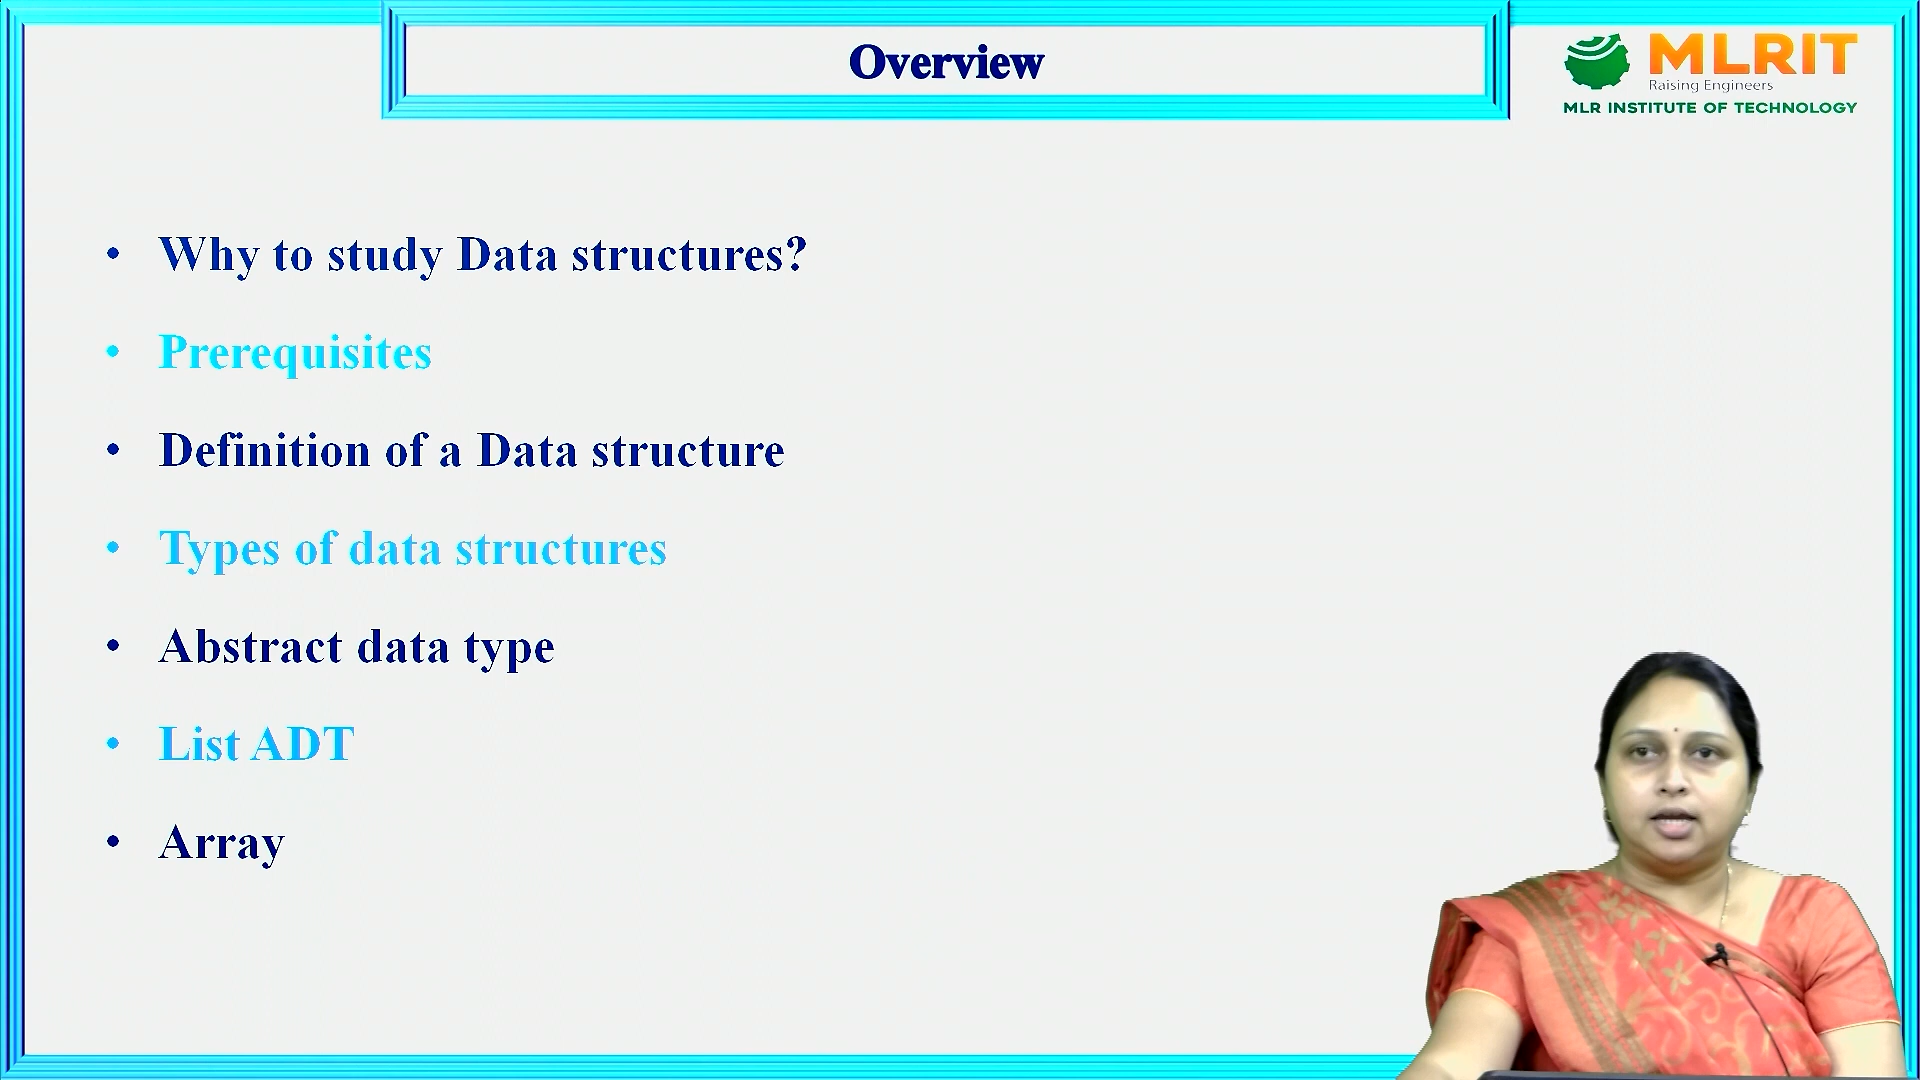 Overview
MLRIT
Raising Engineers
MLR INSTITUTE OF TECHNOLOGY
• Why to study Data structures?
• Prerequisites
• Definition of a Data structure
• Types of data structures
• Abstract data type
• List ADT
• Array